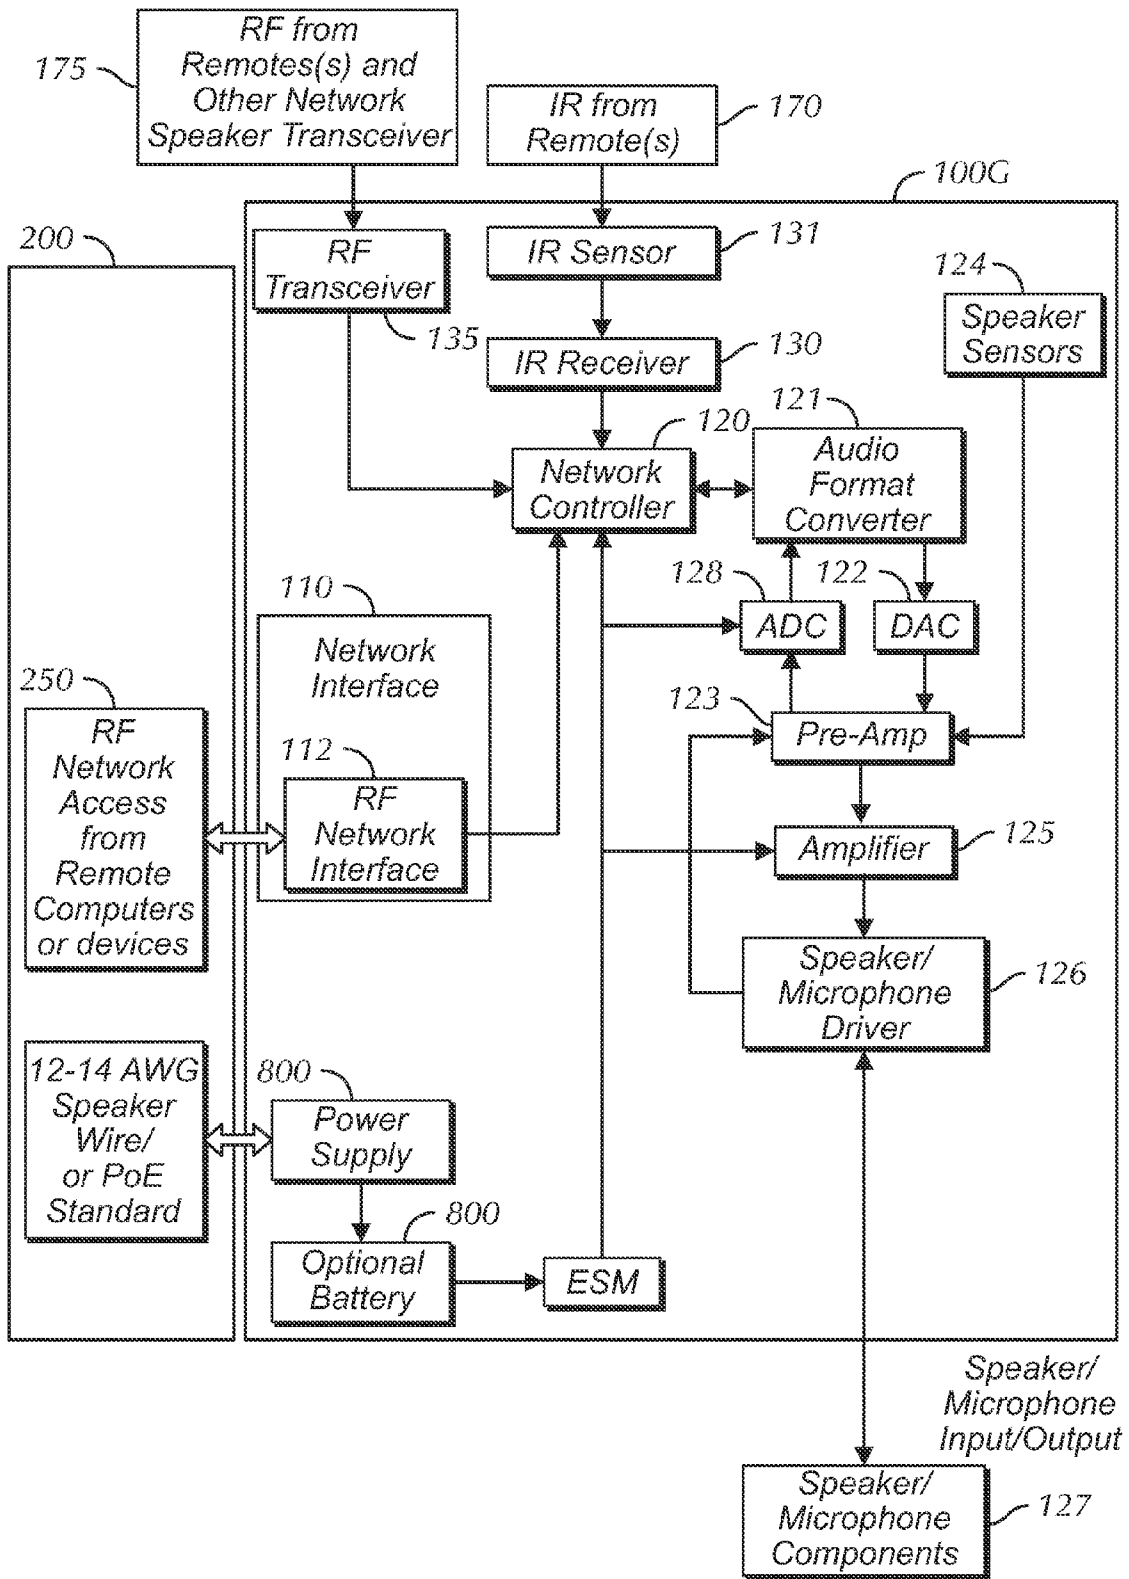 RF from
Remotes(s) and
Other Network
Speaker Transceiver
175
IR from
Remote(s)
170
100G
200
RF
Transceiver
135
IR Sensor
131
124
Speaker
Sensors
IR Receiver
130
121
120
Network
Controller
Audio
Format
Converter
128
122
ADC
DAC
110
Network
Interface
250
RF
Network
Access
from
Remote
Computers
or devices
112
RF
Network
Interface
123
Pre-Amp
Amplifier
125
Speaker/
Microphone
Driver
126
12-14 AWG
Speaker
Wire/
or PoE
Standard
800
Power
Supply
800
Optional
Battery
ESM
Speaker/
Microphone
Input/Output
Speaker/
Microphone
Components
127